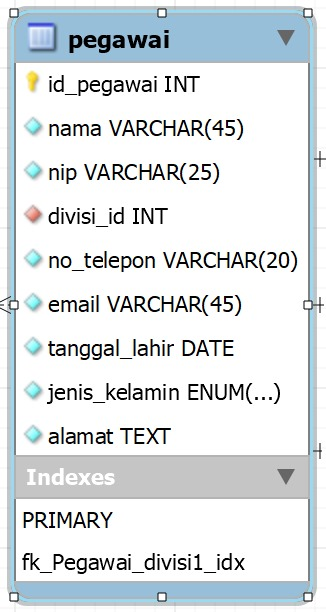 pegawai
id_pegawai INT
nama VARCHAR(45)
nip VARCHAR(25)
divisi_id INT
no_telepon VARCHAR(20)
email VARCHAR(45)
tanggal_lahir DATE
jenis_kelamin ENUM(...)
alamat TEXT
Indexes
PRIMARY
fk_Pegawai_divisi1_idx